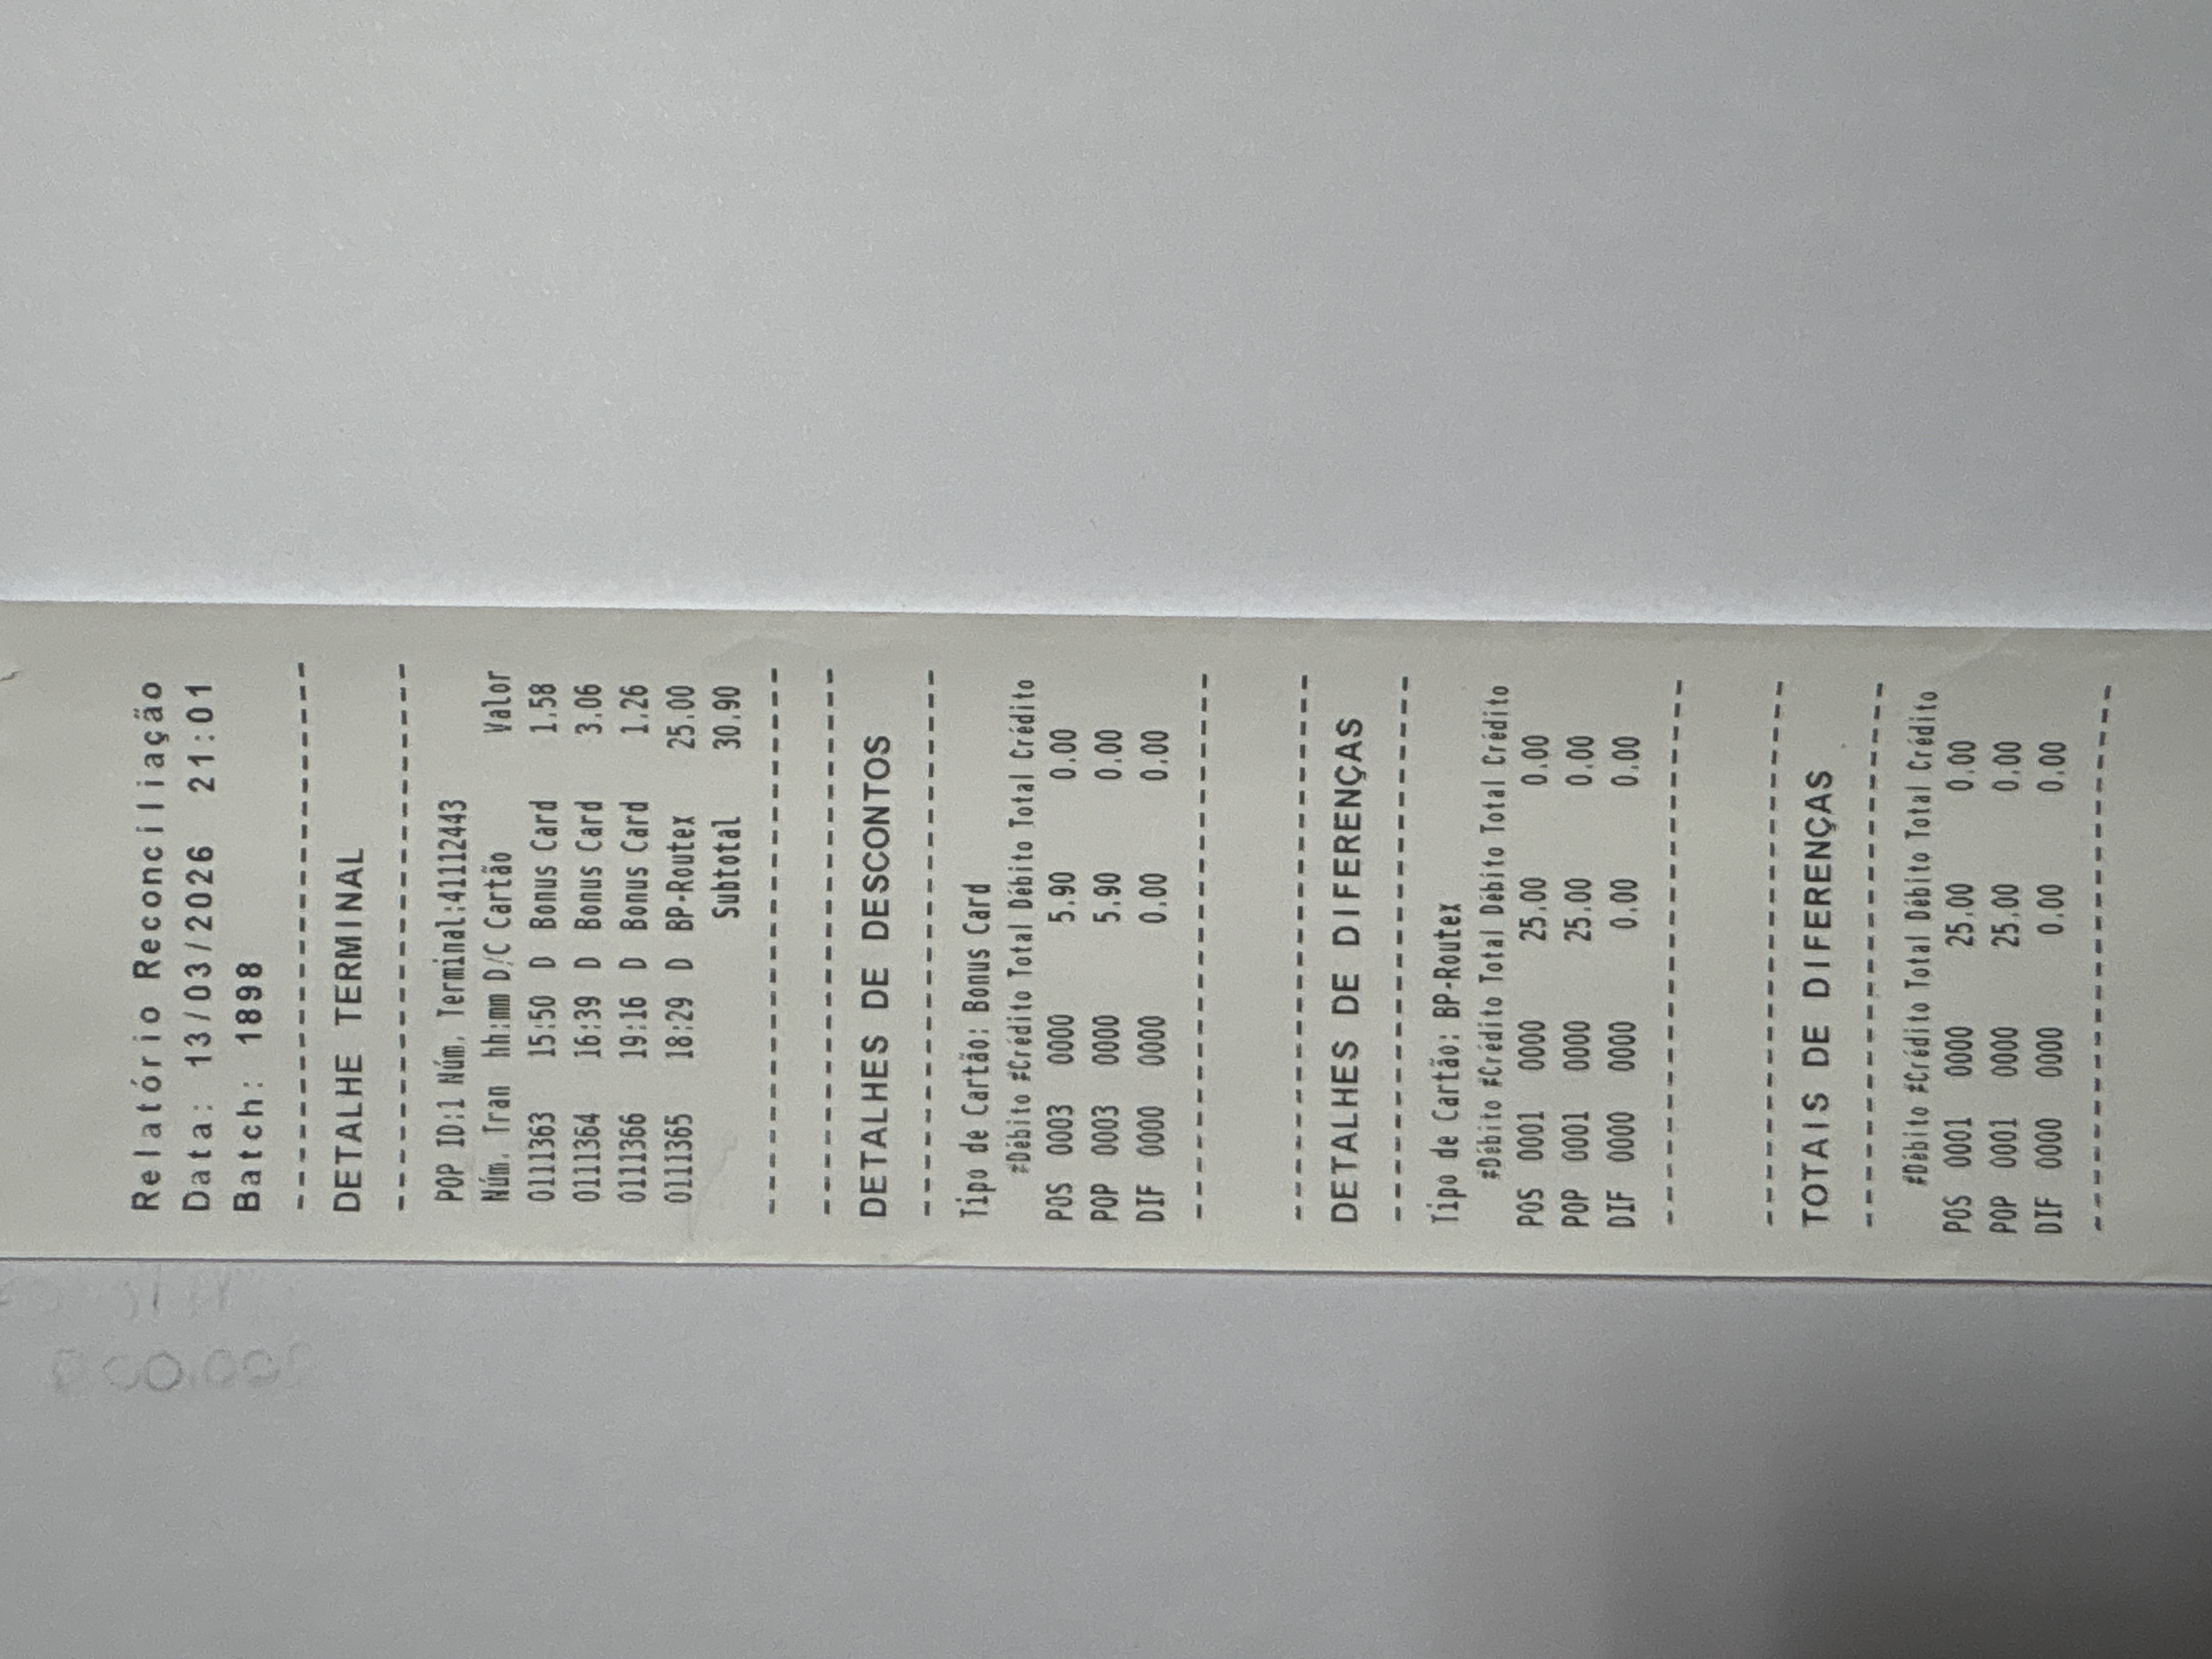 Relatório Reconciliação
Data: 13/03/2026 21:01
Batch: 1898
------------------------
DETALHE TERMINAL
------------------------
POP ID:1 Núm. Terminal:41112443
Núm. Tran hh:mm D/C Cartão Valor
0111363 15:50 D Bonus Card 1.58
0111364 16:39 D Bonus Card 3.06
0111366 19:16 D Bonus Card 1.26
0111365 18:29 D BP-Routex 25.00
Subtotal 30.90
------------------------
------------------------
DETALHES DE DESCONTOS
------------------------
Tipo de Cartão: Bonus Card
#Débito #Crédito Total Débito Total Crédito
POS 0003 0000 5.90 0.00
POP 0003 0000 5.90 0.00
DIF 0000 0000 0.00 0.00
------------------------
------------------------
DETALHES DE DIFERENÇAS
------------------------
Tipo de Cartão: BP-Routex
#Débito #Crédito Total Débito Total Crédito
POS 0001 0000 25.00 0.00
POP 0001 0000 25.00 0.00
DIF 0000 0000 0.00 0.00
------------------------
------------------------
TOTAIS DE DIFERENÇAS
------------------------
#Débito #Crédito Total Débito Total Crédito
POS 0001 0000 25.00 0.00
POP 0001 0000 25.00 0.00
DIF 0000 0000 0.00 0.00
------------------------